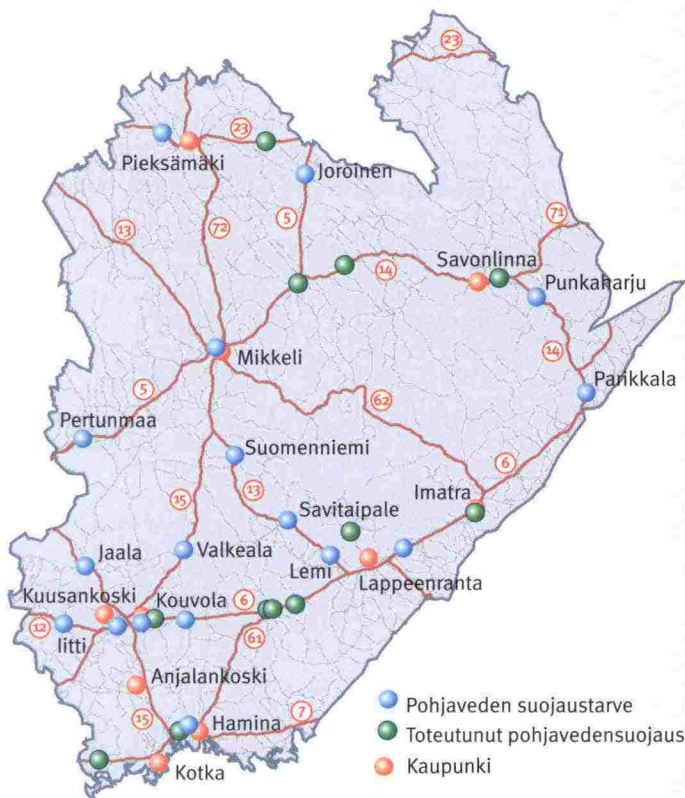 23
23
Pieksämäki
Joroinen
13
72
5
71
14
Savonlinna
Punkaharju
Mikkeli
14
5
62
Parikkala
Pertunmaa
Suomenniemi
6
15
13
Savitaipale
Imatra
Jaala
Valkeala
Lemi
Lappeenranta
Kuusankoski
Kouvola
6
12
Iitti
61
Anjalankoski
15
Hamina
7
Kotka
Pohjaveden suojaustarve
Toteutunut pohjavedensuojaus
Kaupunki